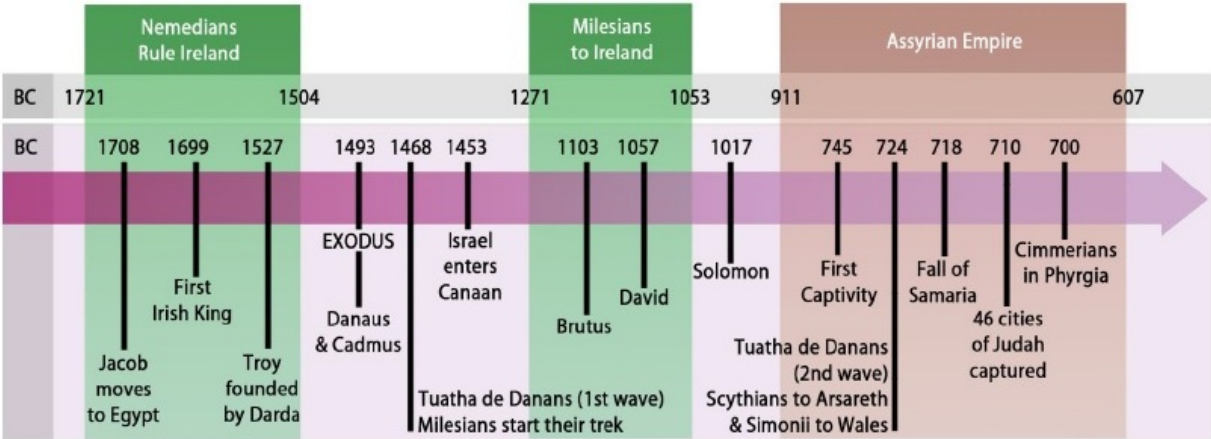 Nemedians
Rule Ireland
Milesians
to Ireland
Assyrian Empire
BC 1721 1504 1271 1053 911 607
BC 1708 1699 1527 1493 1468 1453 1103 1057 1017 745 724 718 710 700
Jacob
moves
to Egypt
First
Irish King
Troy
founded
by Darda
EXODUS
Danaus
& Cadmus
Tuatha de Danans (1st wave)
Milesians start their trek
Israel
enters
Canaan
Brutus
David
Solomon
First
Captivity
Tuatha de Danans
(2nd wave)
Scythians to Arsareth
& Simonii to Wales
Fall of
Samaria
46 cities
of Judah
captured
Cimmerians
in Phyrgia